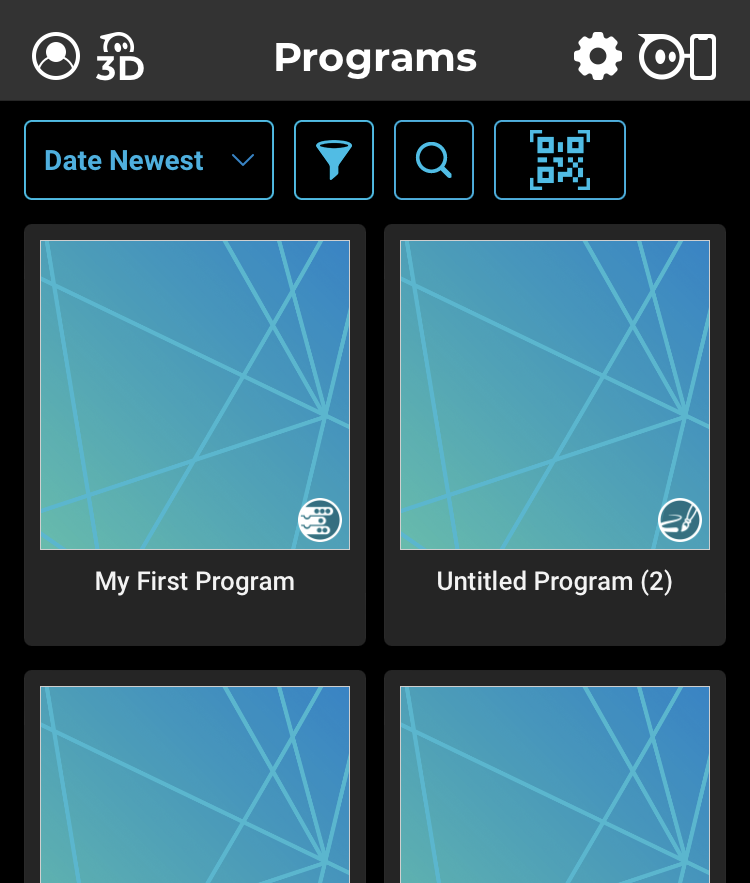 3D
Programs
Date Newest
My First Program
Untitled Program (2)